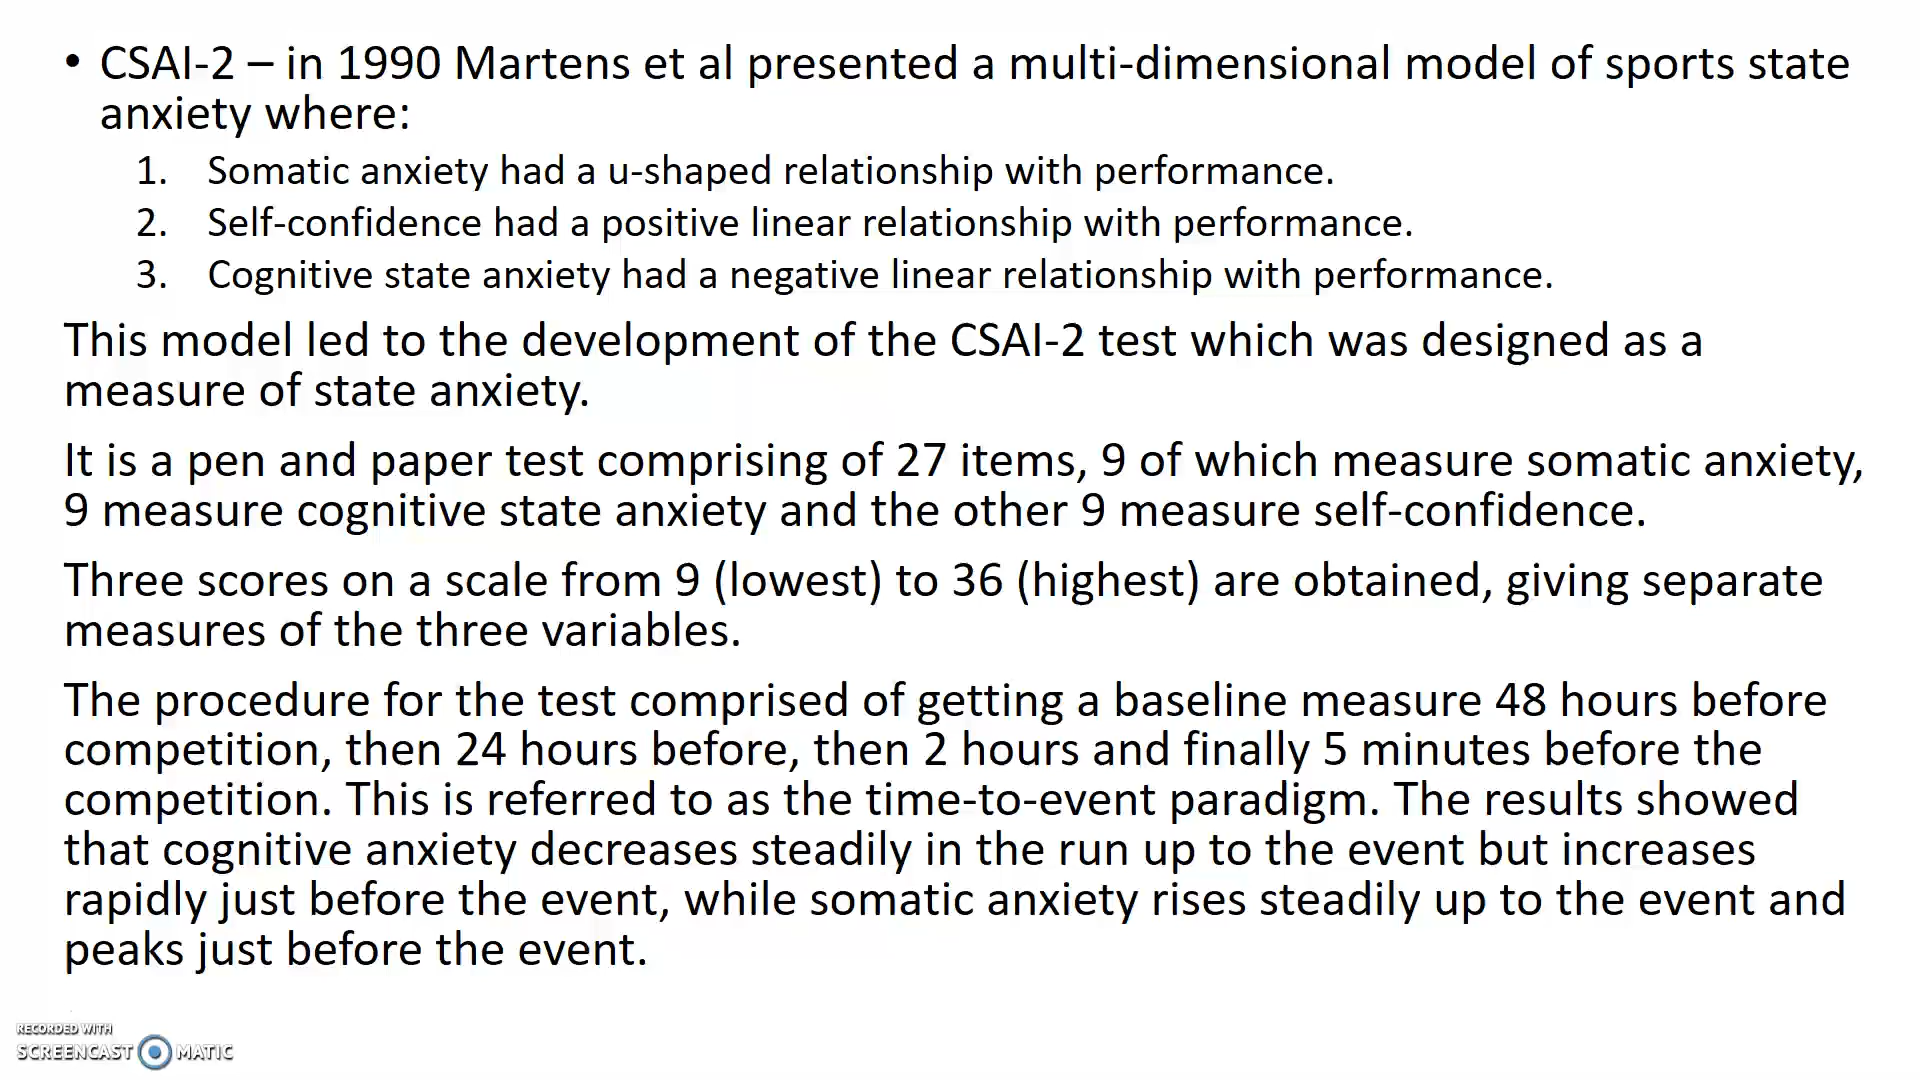 • CSAI-2 – in 1990 Martens et al presented a multi-dimensional model of sports state
anxiety where:
1. Somatic anxiety had a u-shaped relationship with performance.
2. Self-confidence had a positive linear relationship with performance.
3. Cognitive state anxiety had a negative linear relationship with performance.
This model led to the development of the CSAI-2 test which was designed as a
measure of state anxiety.
It is a pen and paper test comprising of 27 items, 9 of which measure somatic anxiety,
9 measure cognitive state anxiety and the other 9 measure self-confidence.
Three scores on a scale from 9 (lowest) to 36 (highest) are obtained, giving separate
measures of the three variables.
The procedure for the test comprised of getting a baseline measure 48 hours before
competition, then 24 hours before, then 2 hours and finally 5 minutes before the
competition. This is referred to as the time-to-event paradigm. The results showed
that cognitive anxiety decreases steadily in the run up to the event but increases
rapidly just before the event, while somatic anxiety rises steadily up to the event and
peaks just before the event.
RECORDED WITH
SCREENCAST MATIC